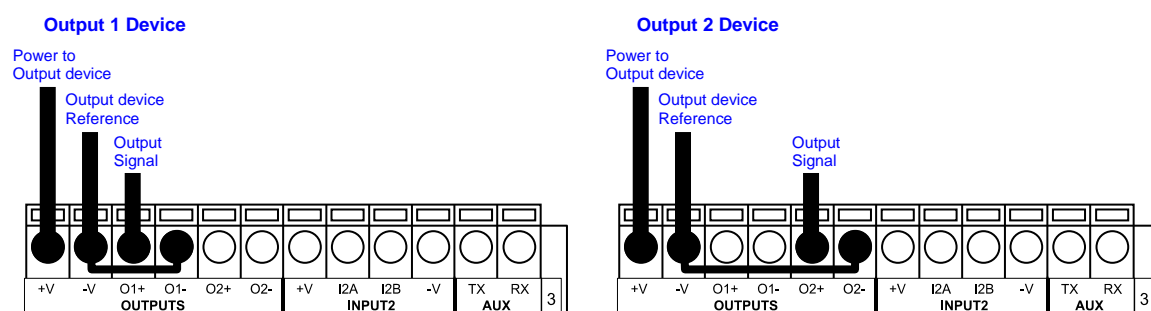 Output 1 Device
Power to
Output device
Output device
Reference
Output
Signal
+V -V O1+ O1- O2+ O2- +V I2A I2B -V TX RX
OUTPUTS INPUT2 AUX 3
Output 2 Device
Power to
Output device
Output device
Reference
Output
Signal
+V -V O1+ O1- O2+ O2- +V I2A I2B -V TX RX
OUTPUTS INPUT2 AUX 3